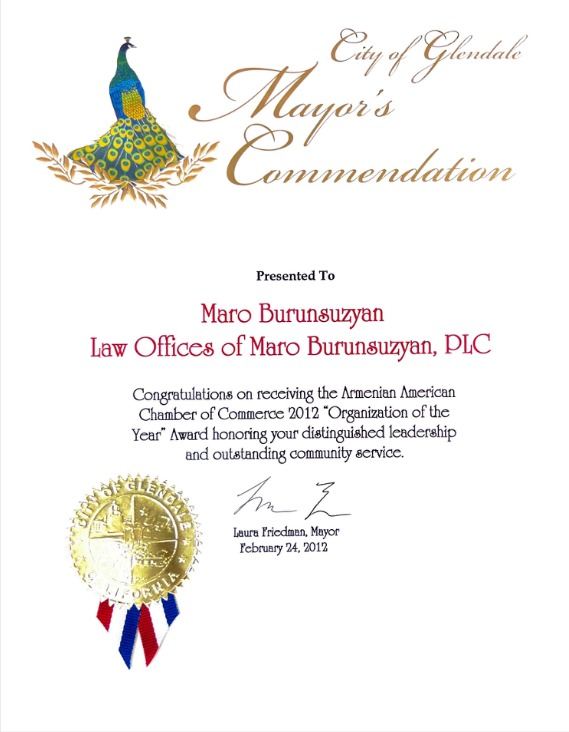 City of Glendale
Mayor's
Commendation
Presented To
Maro Burunsuzyan
Law Offices of Maro Burunsuzyan, PLC
Congratulations on receiving the Armenian American
Chamber of Commerce 2012 "Organization of the
Year" Award honoring your distinguished leadership
and outstanding community service.
Laura Friedman, Mayor
February 24, 2012
CITY OF GLENDALE
CALIFORNIA